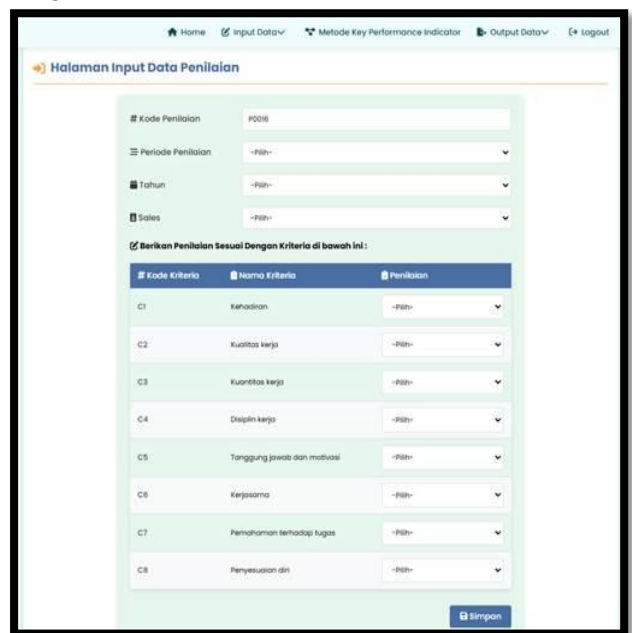 Home Input Data Metode Key Performance Indicator Output Data Logout
Halaman Input Data Penilaian
# Kode Penilaian P0016
Periode Penilaian -Pilih-
Tahun -Pilih-
Sales -Pilih-
Berikan Penilaian Sesuai Dengan Kriteria di bawah ini :
# Kode Kriteria Nama Kriteria Penilaian
C1 Kehadiran -Pilih-
C2 Kualitas kerja -Pilih-
C3 Kuantitas kerja -Pilih-
C4 Disiplin kerja -Pilih-
C5 Tanggung jawab dan motivasi -Pilih-
C6 Kerjasama -Pilih-
C7 Pemahaman terhadap tugas -Pilih-
C8 Penyesuaian diri -Pilih-
Simpan